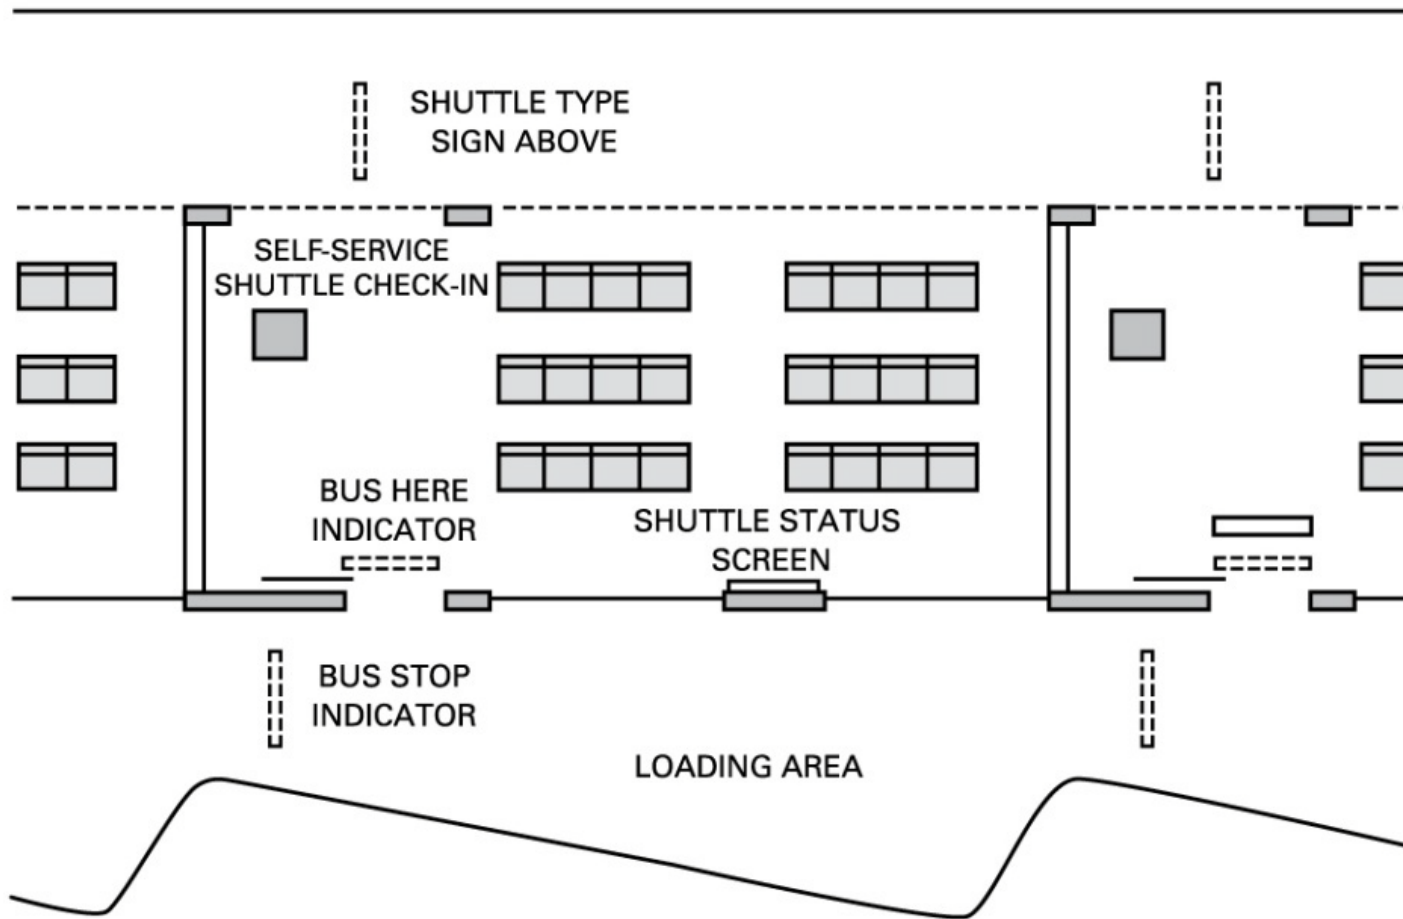 SHUTTLE TYPE
SIGN ABOVE
SELF-SERVICE
SHUTTLE CHECK-IN
BUS HERE
INDICATOR
SHUTTLE STATUS
SCREEN
BUS STOP
INDICATOR
LOADING AREA